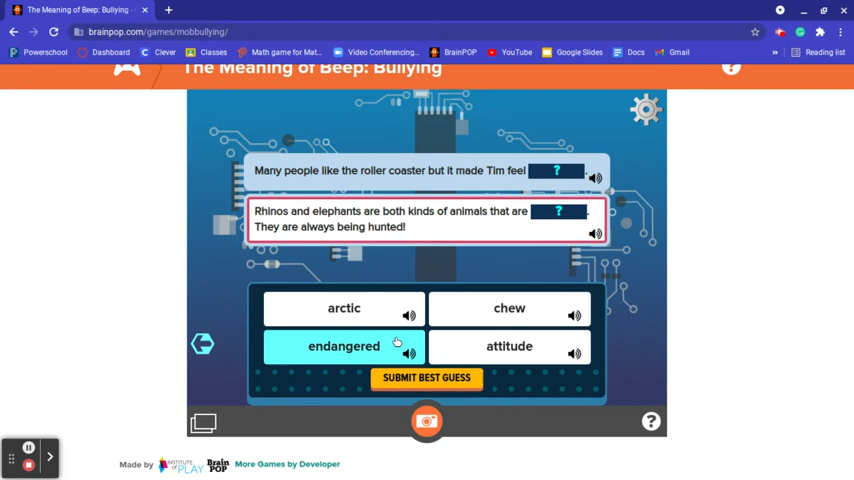 The Meaning of Beep: Bullying -
brainpop.com/games/mobbullying/
Powerschool Dashboard Clever Classes Math game for Mat... Video Conferencing... BrainPOP YouTube Google Slides Docs Gmail » Reading list
The Meaning of Beep: Bullying ?
Many people like the roller coaster but it made Tim feel ? .
Rhinos and elephants are both kinds of animals that are ? .
They are always being hunted!
arctic chew
endangered attitude
SUBMIT BEST GUESS
?
Made by INSTITUTE of PLAY Brain POP More Games by Developer